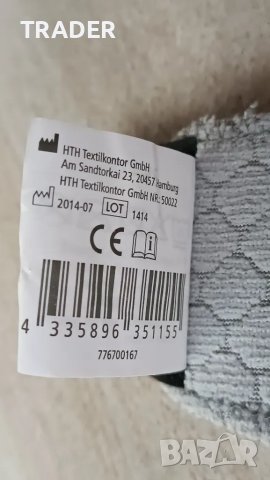 TRADER
HTH Textilkontor GmbH
Am Sandtorkai 23, 20457 Hamburg
HTH Textilkontor GmbH NR.: 50022
2014-07 LOT 1414
CE
4 335896 351155
776700167
BAZAR